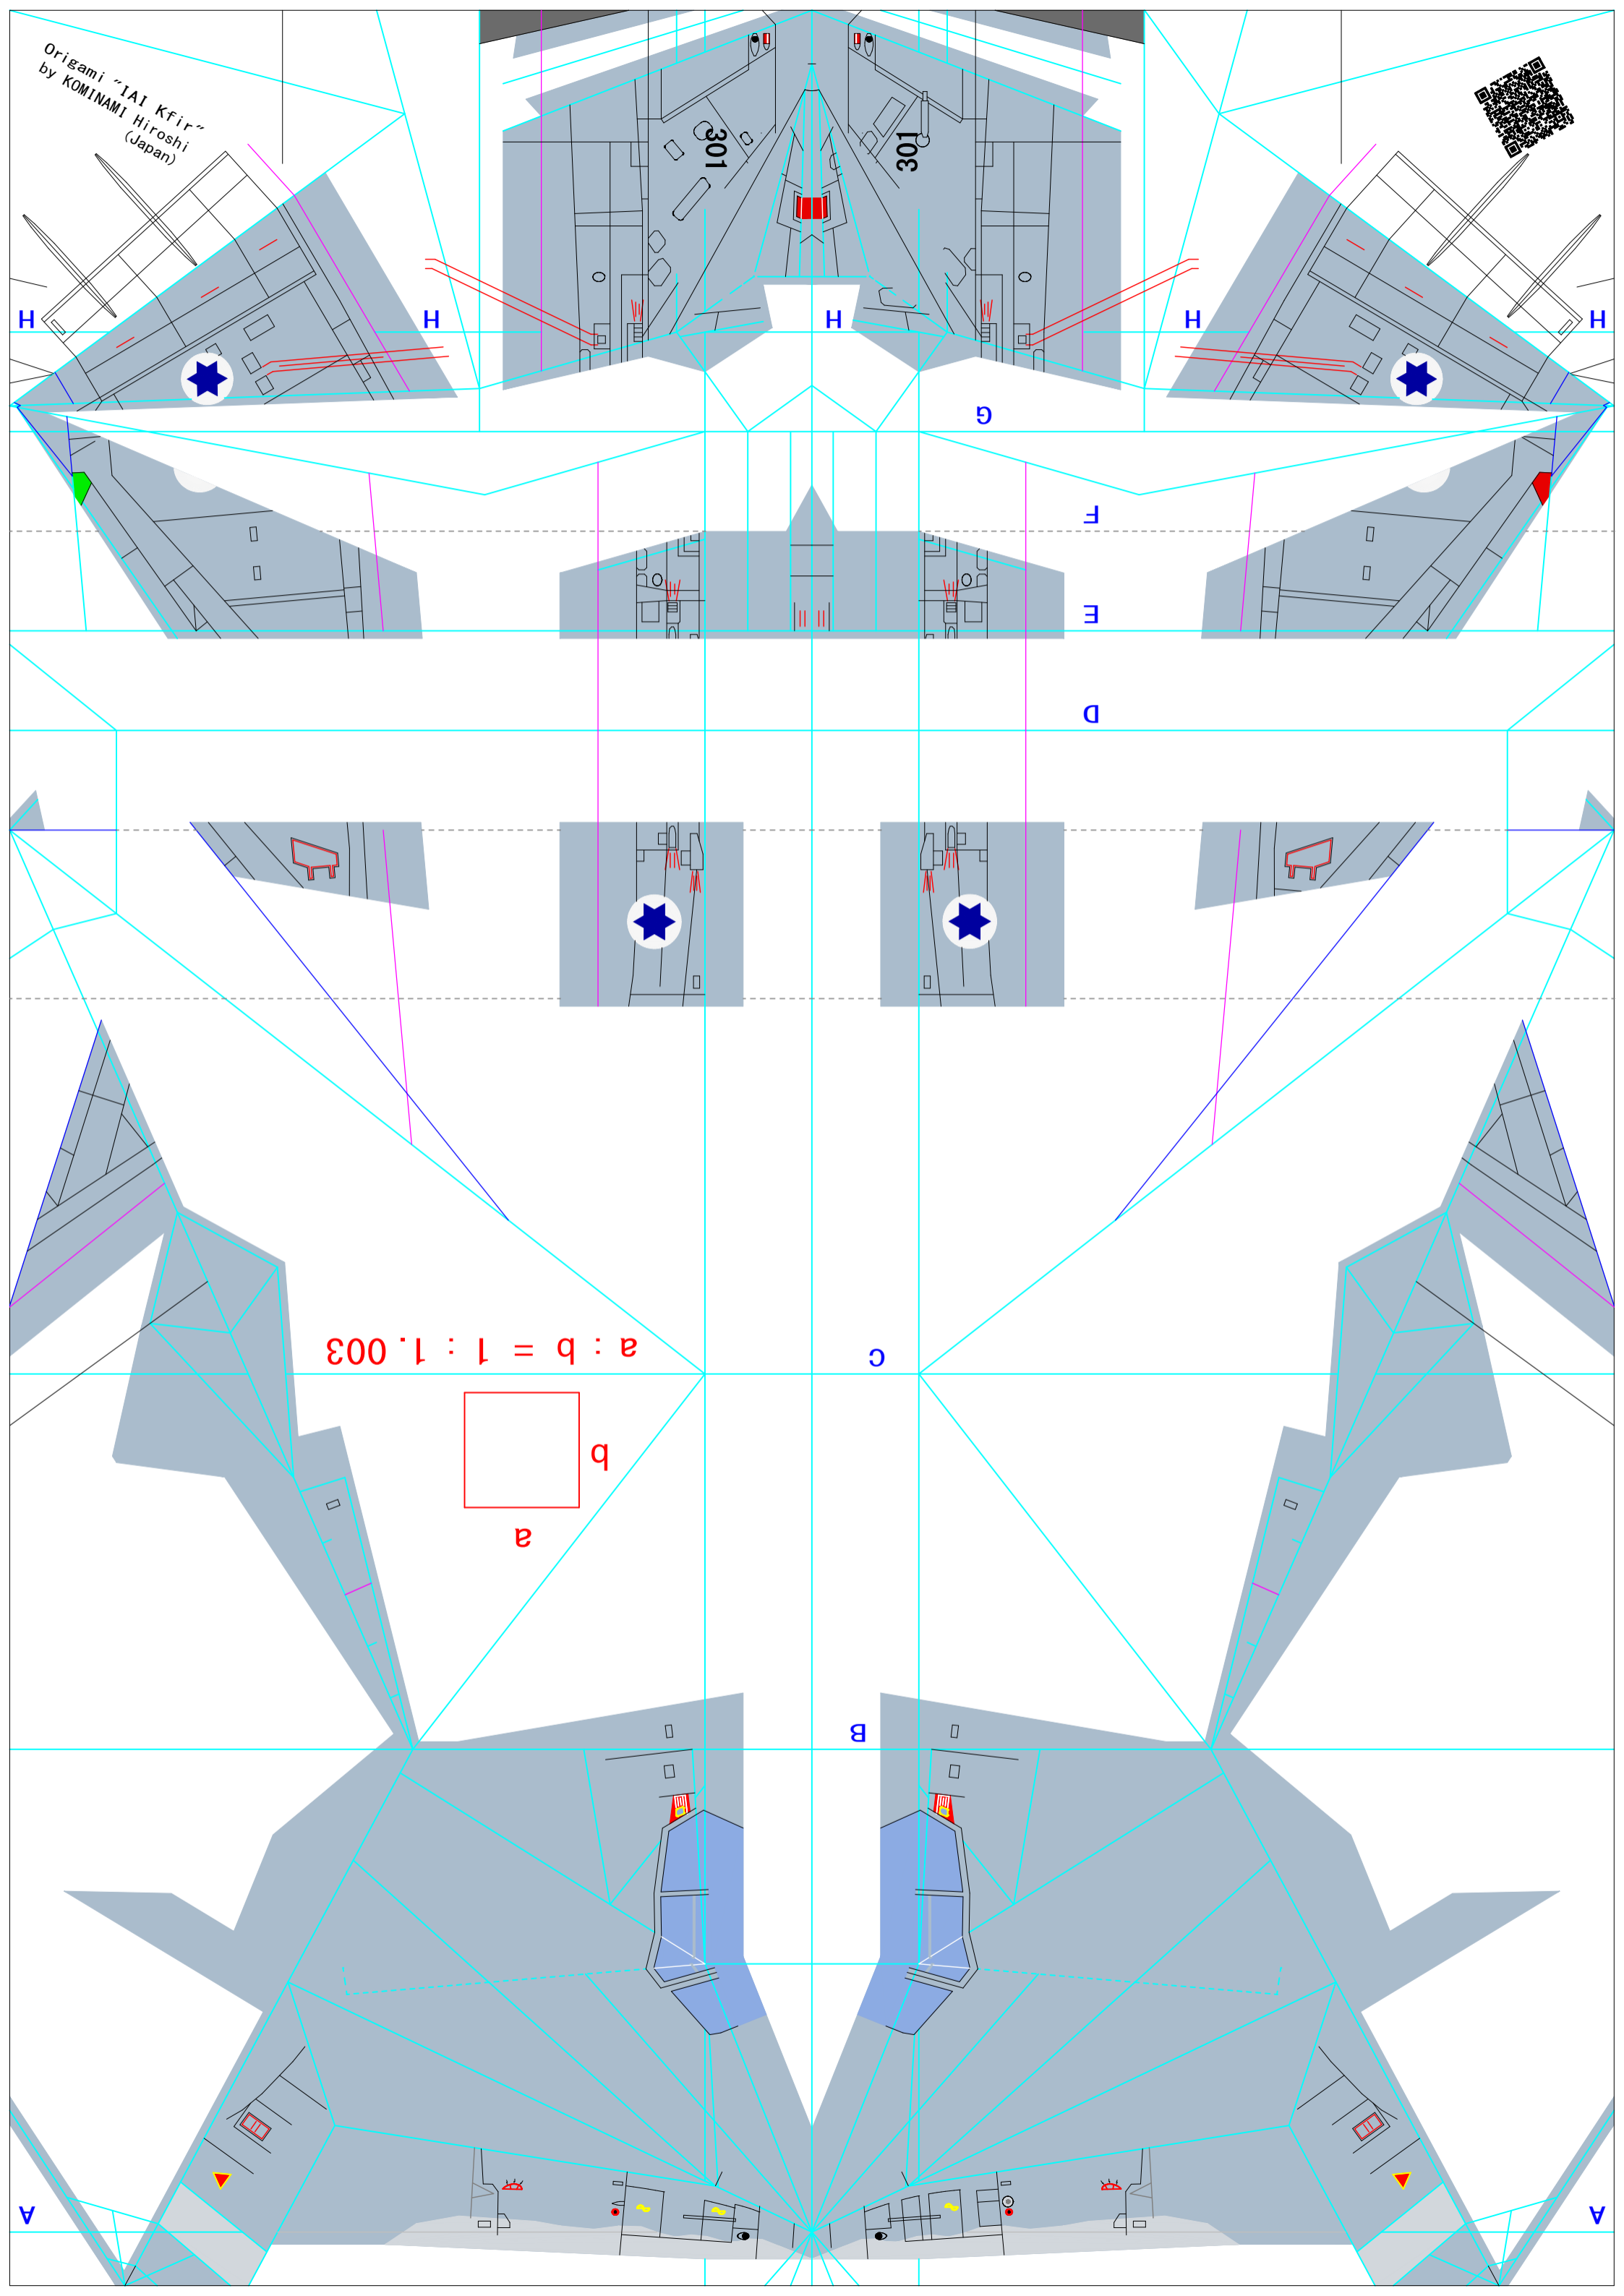 Origami "IAI Kfir"
by KOMINAMI Hiroshi
(Japan)
301
301
H
H
H
H
H
G
F
E
D
C
a : b = 1 : 1.003
b
a
B
A
A